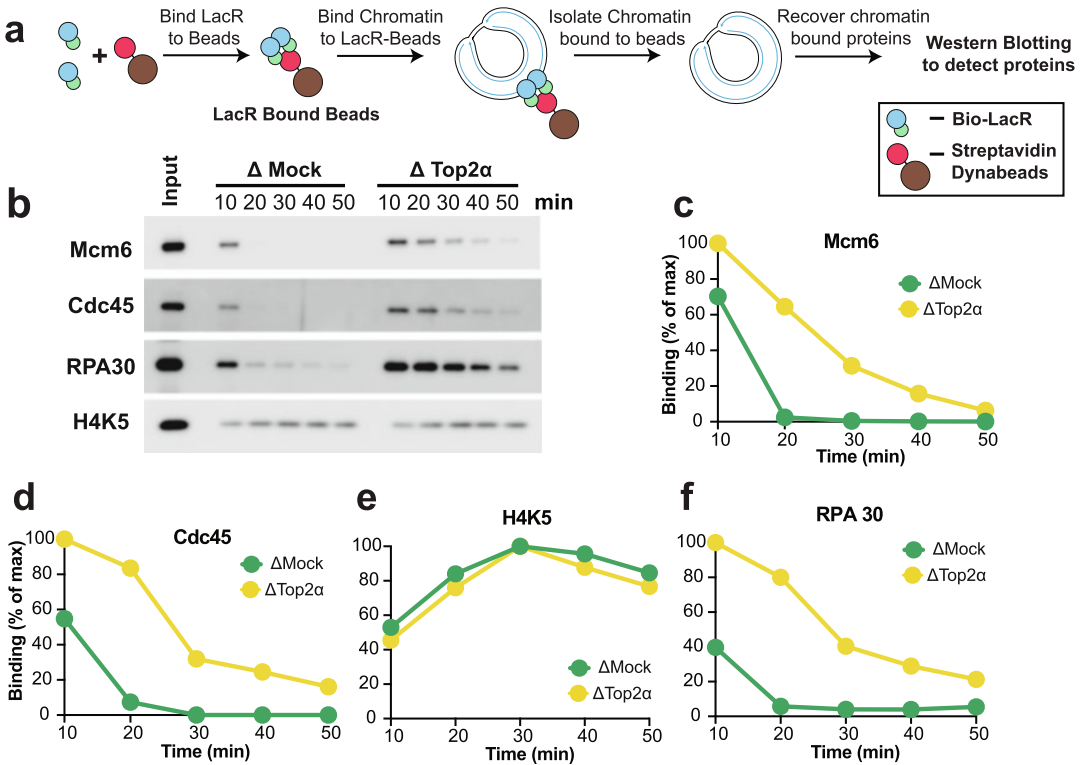 a
Bind LacR
to Beads
Bind Chromatin
to LacR-Beads
Isolate Chromatin
bound to beads
Recover chromatin
bound proteins
Western Blotting
to detect proteins
LacR Bound Beads
Bio-LacR
Streptavidin
Dynabeads
b
Input
Δ Mock
Δ Top2α
10 20 30 40 50
10 20 30 40 50 min
Mcm6
Cdc45
RPA30
H4K5
c
Mcm6
ΔMock
ΔTop2α
Binding (% of max)
100
80
60
40
20
0
10 20 30 40 50
Time (min)
d
Cdc45
ΔMock
ΔTop2α
Binding (% of max)
100
80
60
40
20
0
10 20 30 40 50
Time (min)
e
H4K5
ΔMock
ΔTop2α
100
80
60
40
0
10 20 30 40 50
Time (min)
f
RPA 30
ΔMock
ΔTop2α
100
80
60
40
20
0
10 20 30 40 50
Time (min)